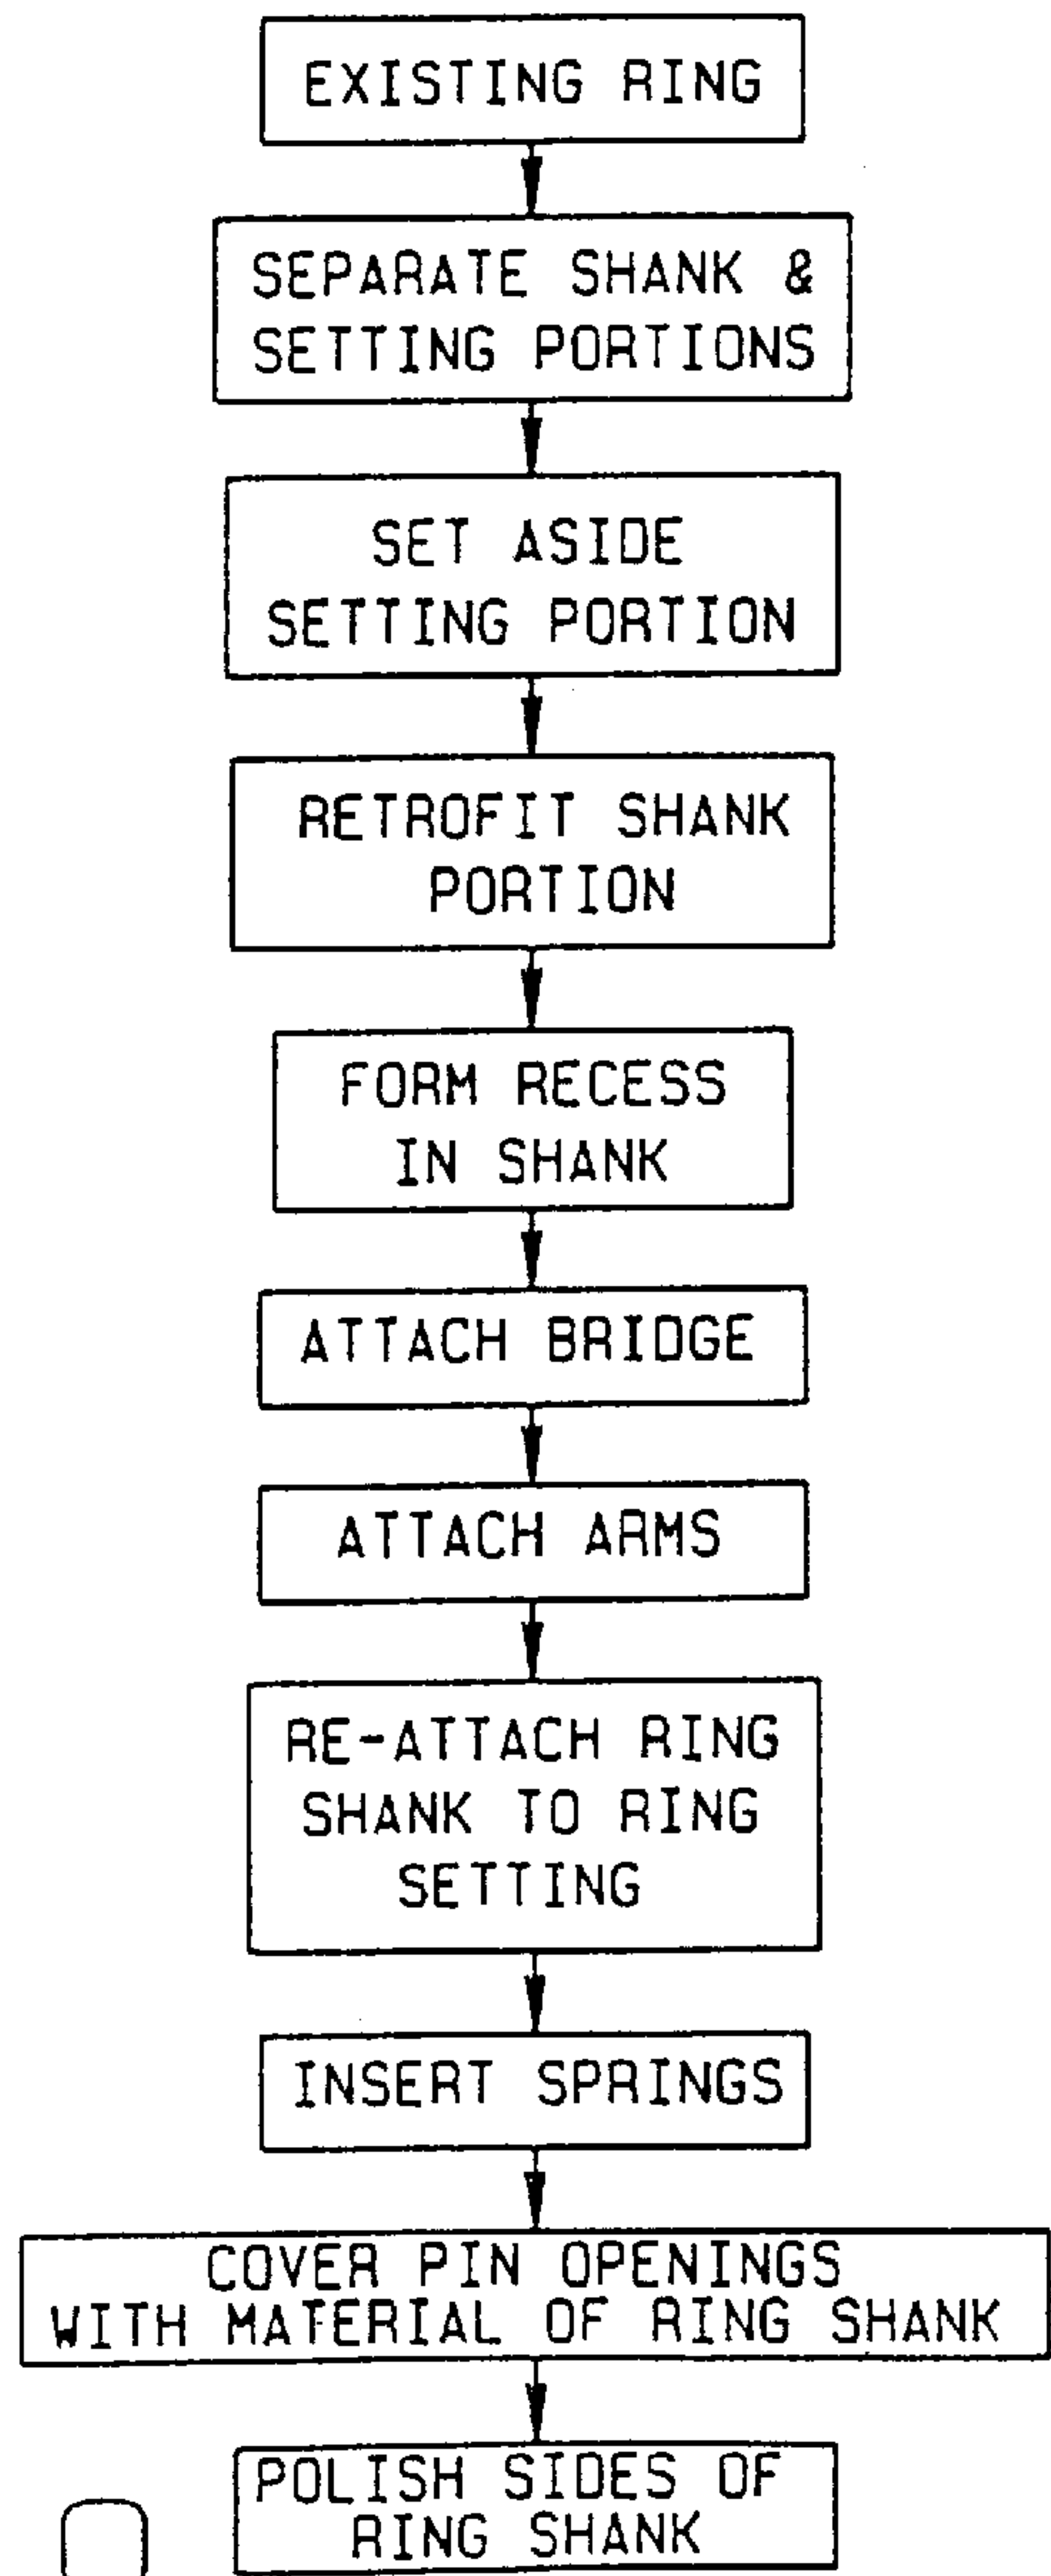 EXISTING RING
SEPARATE SHANK &
SETTING PORTIONS
SET ASIDE
SETTING PORTION
RETROFIT SHANK
PORTION
FORM RECESS
IN SHANK
ATTACH BRIDGE
ATTACH ARMS
RE-ATTACH RING
SHANK TO RING
SETTING
INSERT SPRINGS
COVER PIN OPENINGS
WITH MATERIAL OF RING SHANK
POLISH SIDES OF
RING SHANK